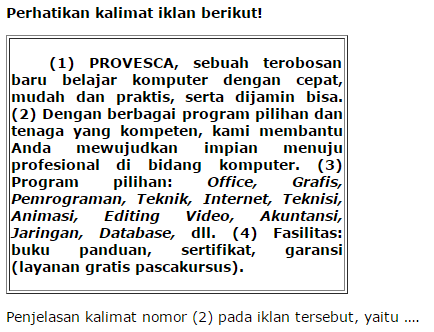 Perhatikan kalimat iklan berikut!
(1) PROVESCA, sebuah terobosan
baru belajar komputer dengan cepat,
mudah dan praktis, serta dijamin bisa.
(2) Dengan berbagai program pilihan dan
tenaga yang kompeten, kami membantu
Anda mewujudkan impian menuju
profesional di bidang komputer. (3)
Program pilihan: Office, Grafis,
Pemrograman, Teknik, Internet, Teknisi,
Animasi, Editing Video, Akuntansi,
Jaringan, Database, dll. (4) Fasilitas:
buku panduan, sertifikat, garansi
(layanan gratis pascakursus).
Penjelasan kalimat nomor (2) pada iklan tersebut, yaitu ....